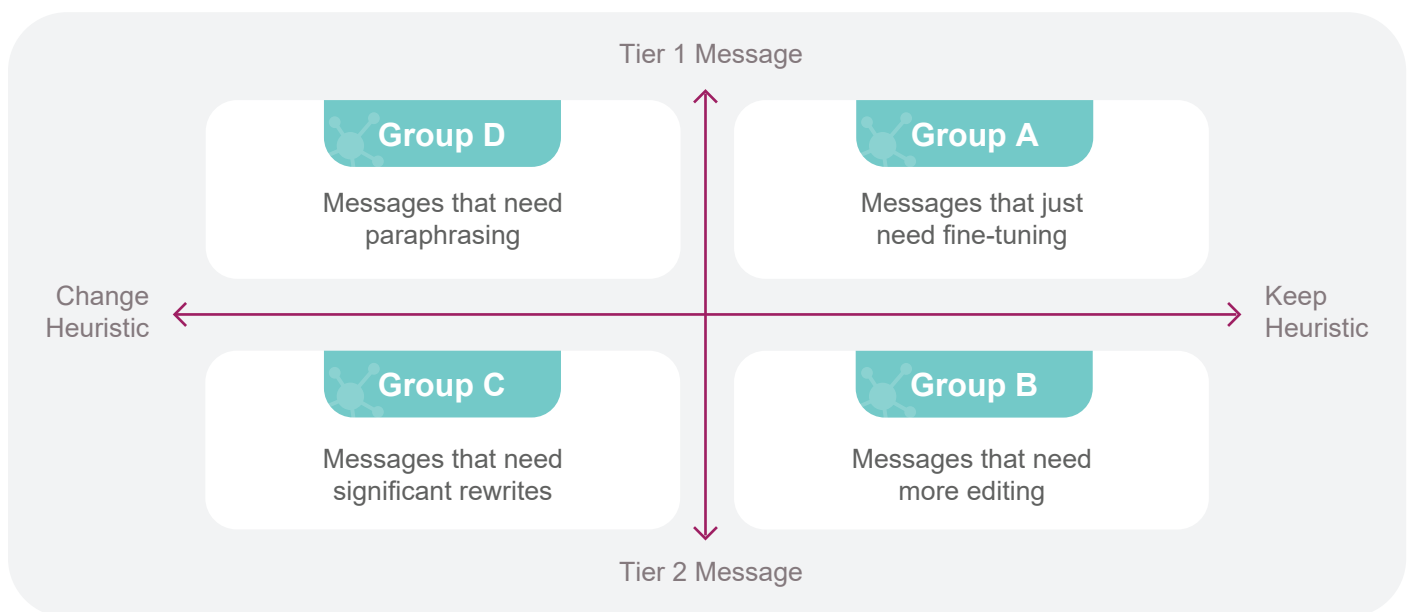 Tier 1 Message
Group D
Messages that need
paraphrasing
Group A
Messages that just
need fine-tuning
Change
Heuristic
Keep
Heuristic
Group C
Messages that need
significant rewrites
Group B
Messages that need
more editing
Tier 2 Message